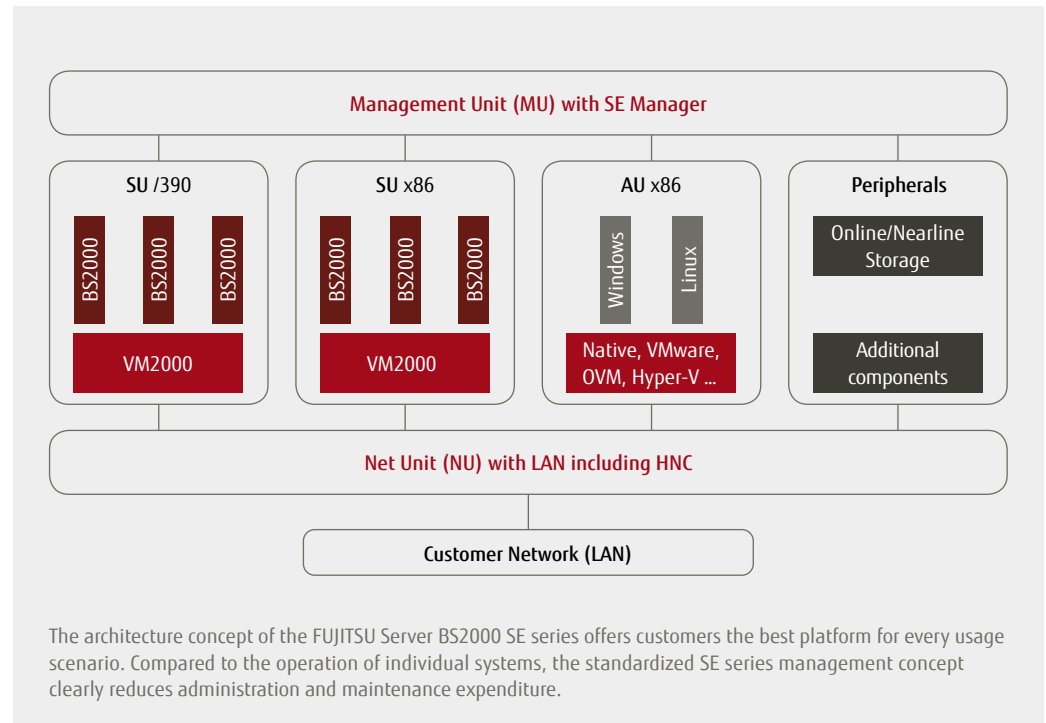 Management Unit (MU) with SE Manager
SU /390
BS2000
BS2000
BS2000
VM2000
SU x86
BS2000
BS2000
BS2000
VM2000
AU x86
Windows
Linux
Native, VMware,
OVM, Hyper-V ...
Peripherals
Online/Nearline
Storage
Additional
components
Net Unit (NU) with LAN including HNC
Customer Network (LAN)
The architecture concept of the FUJITSU Server BS2000 SE series offers customers the best platform for every usage
scenario. Compared to the operation of individual systems, the standardized SE series management concept
clearly reduces administration and maintenance expenditure.